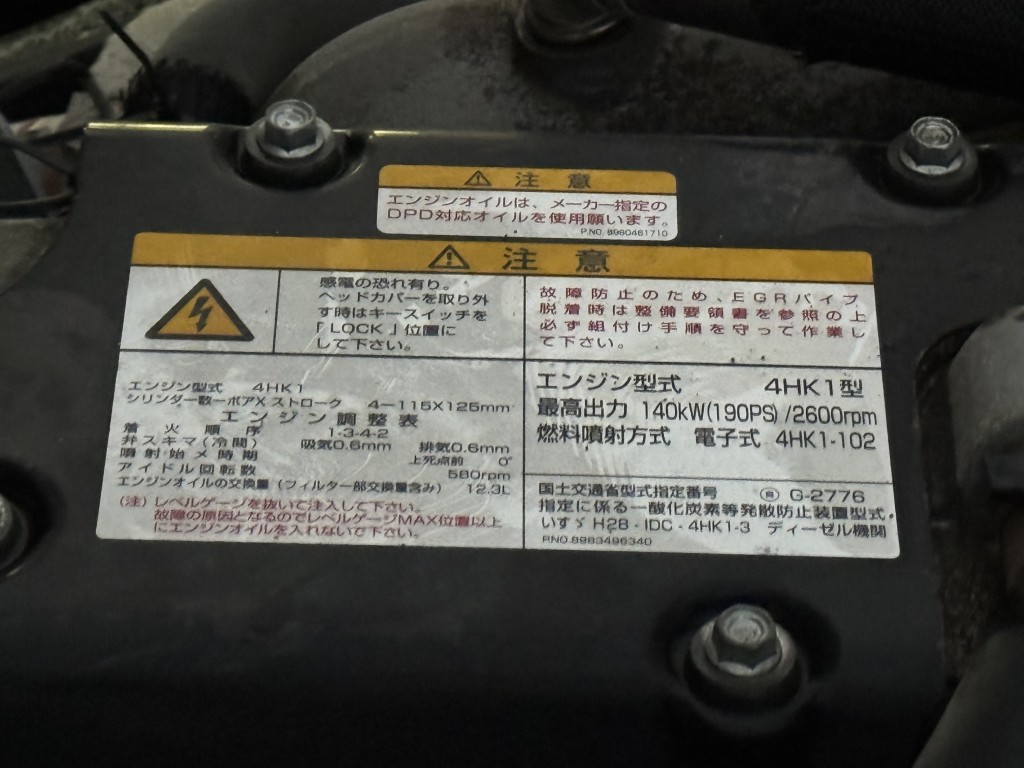 ⚠ 注意
エンジンオイルは、メーカー指定の
DPD対応オイルを使用願います。
P.NO. 8980461710
⚠ 注意
感電の恐れ有り。
ヘッドカバーを取り外
す時はキースイッチを
「LOCK」位置に
して下さい。
故障防止のため、EGRパイプ
脱着時は整備要領書を参照の上
必ず組付け手順を守って作業し
て下さい。
エンジン型式 4HK1
シリンダー数ーボアX ストローク 4ー115X125mm
エンジン調整表
着火順序 1-3-4-2
弁スキマ(冷間) 吸気0.6mm 排気0.6mm
噴射始メ時期 上死点前 0°
アイドル回転数 580rpm
エンジンオイルの交換量(フィルター部交換量含み) 12.3L
(注) レベルゲージを抜いて注入して下さい。
故障の原因となるのでレベルゲージMAX位置以上
にエンジンオイルを入れないで下さい。
エンジン型式 4HK1型
最高出力 140kW(190PS)/2600rpm
燃料噴射方式 電子式 4HK1-102
国土交通省型式指定番号 G-2776
指定に係る一酸化炭素等発散防止装置型式
いすゞ H28-IDC-4HK1-3 ディーゼル機関
P.NO.8983496340